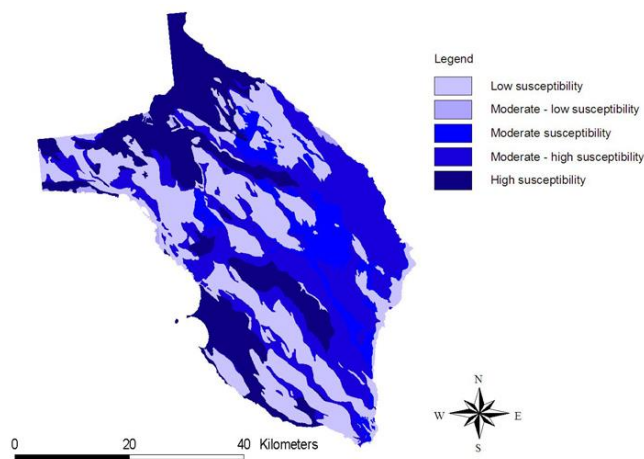 Legend
Low susceptibility
Moderate - low susceptibility
Moderate susceptibility
Moderate - high susceptibility
High susceptibility
N
W E
S
0 20 40 Kilometers